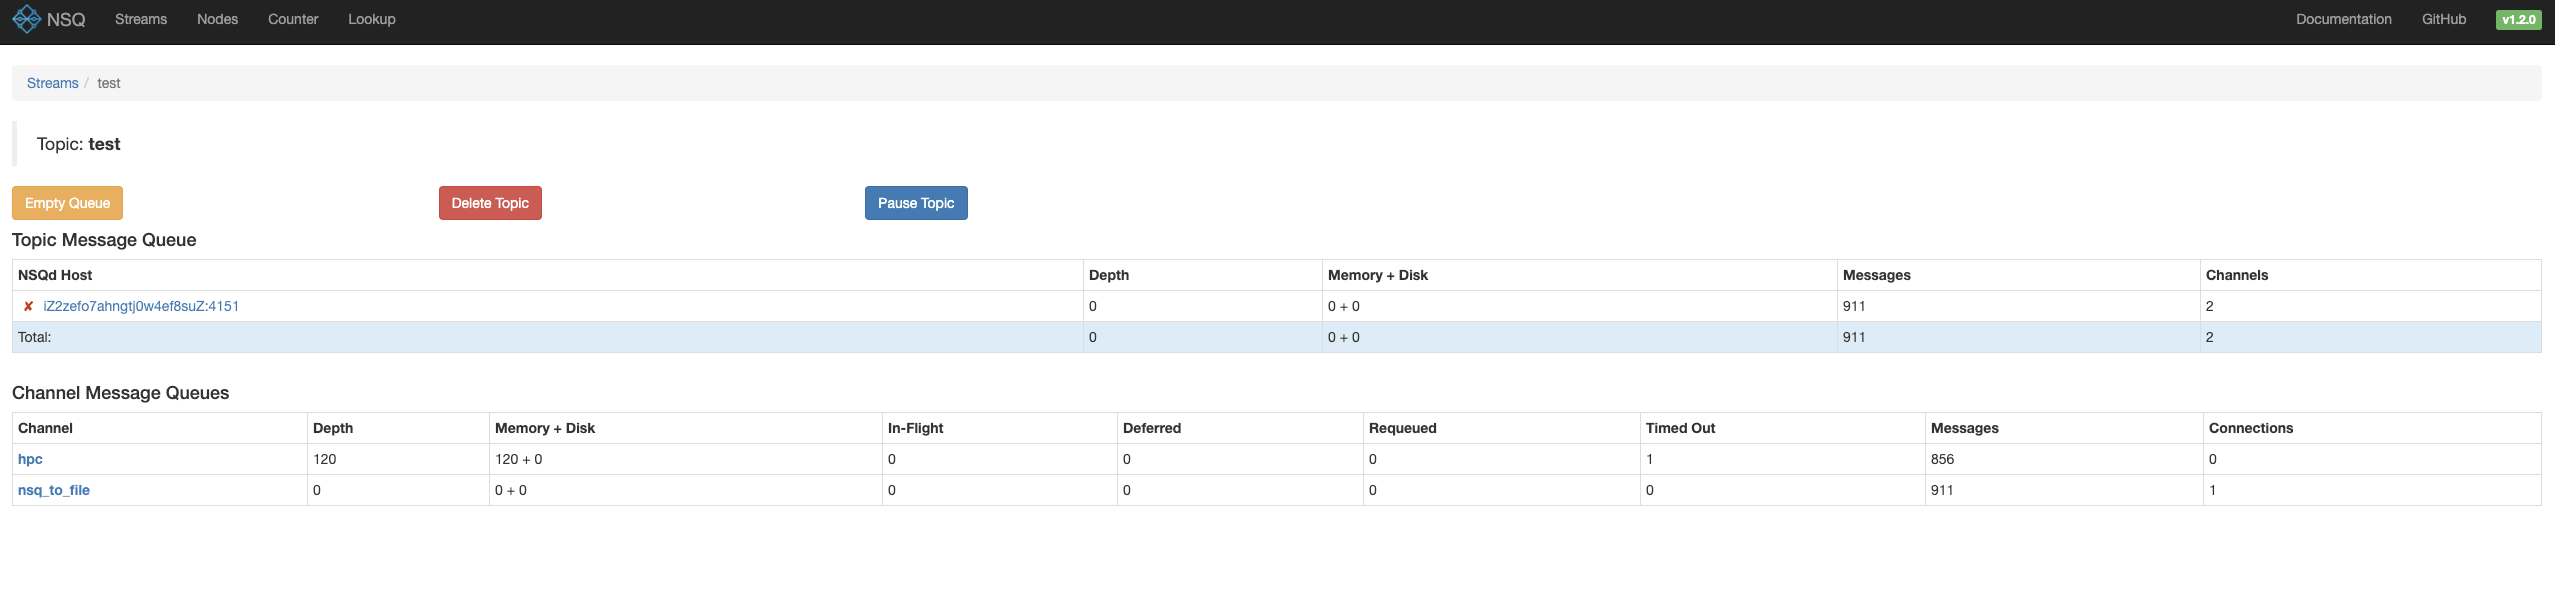 NSQ Streams Nodes Counter Lookup Documentation GitHub v1.2.0
Streams / test
Topic: test
Empty Queue Delete Topic Pause Topic
Topic Message Queue
NSQd Host Depth Memory + Disk Messages Channels
✘ iZ2zefo7ahngtj0w4ef8suZ:4151 0 0 + 0 911 2
Total: 0 0 + 0 911 2
Channel Message Queues
Channel Depth Memory + Disk In-Flight Deferred Requeued Timed Out Messages Connections
hpc 120 120 + 0 0 0 0 1 856 0
nsq_to_file 0 0 + 0 0 0 0 0 911 1